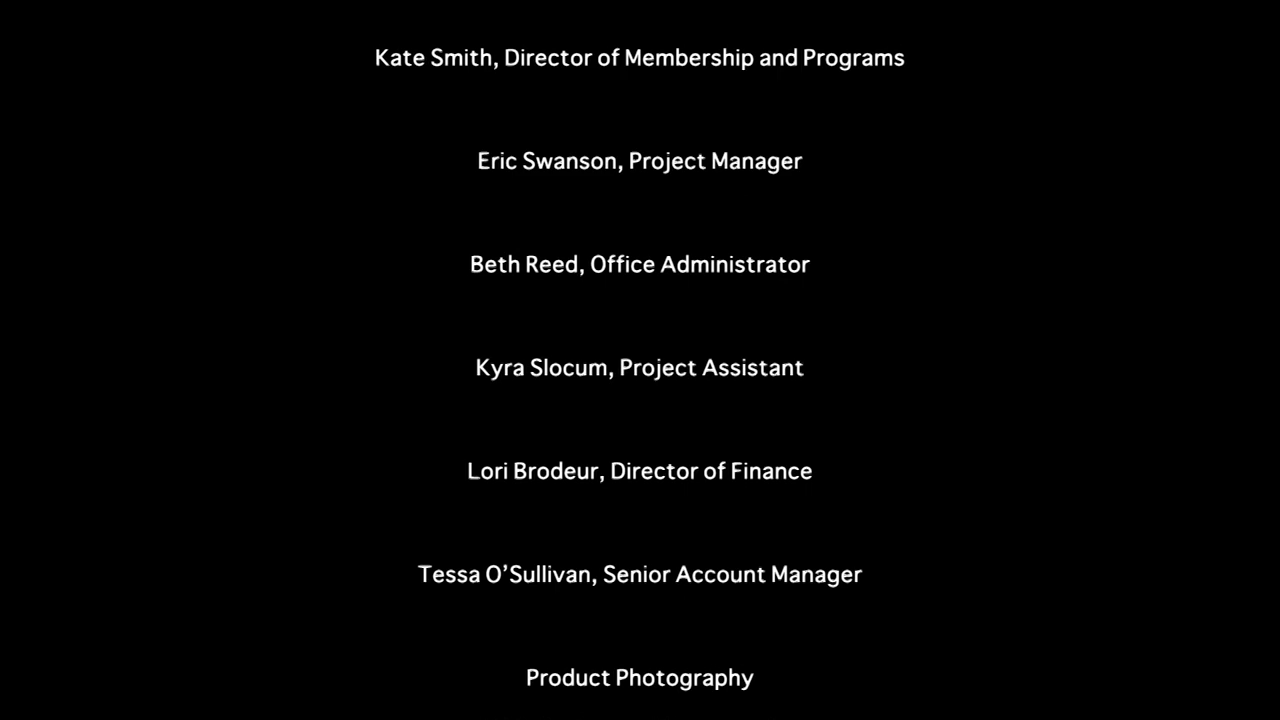 Kate Smith, Director of Membership and Programs
Eric Swanson, Project Manager
Beth Reed, Office Administrator
Kyra Slocum, Project Assistant
Lori Brodeur, Director of Finance
Tessa O’Sullivan, Senior Account Manager
Product Photography